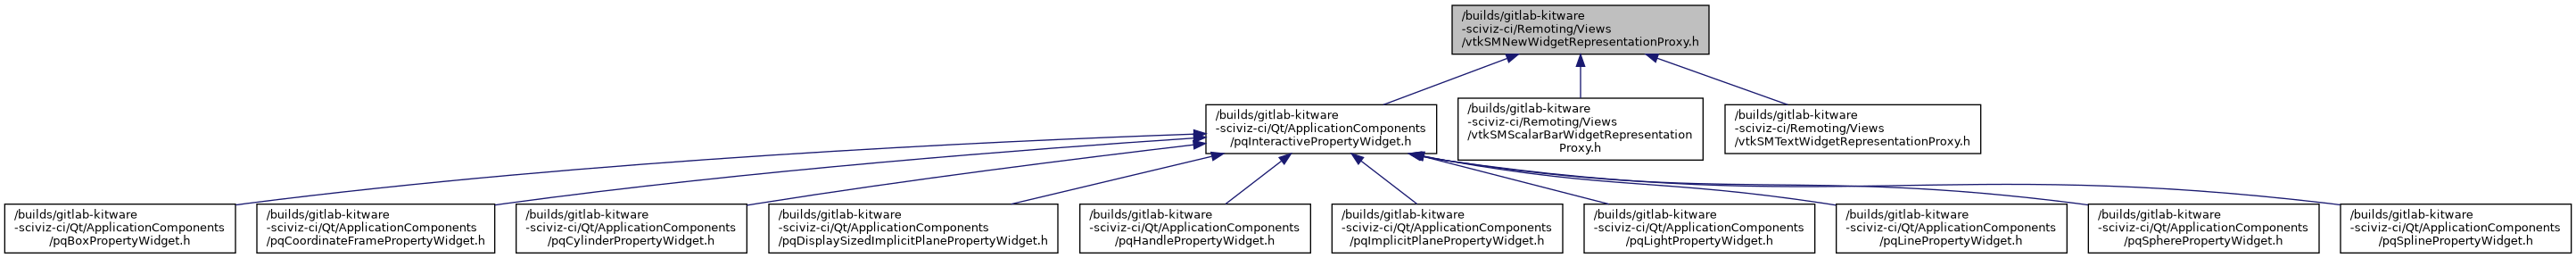 /builds/gitlab-kitware
-sciviz-ci/Remoting/Views
/vtkSMNewWidgetRepresentationProxy.h
/builds/gitlab-kitware
-sciviz-ci/Qt/ApplicationComponents
/pqInteractivePropertyWidget.h
/builds/gitlab-kitware
-sciviz-ci/Remoting/Views
/vtkSMScalarBarWidgetRepresentation
Proxy.h
/builds/gitlab-kitware
-sciviz-ci/Remoting/Views
/vtkSMTextWidgetRepresentationProxy.h
/builds/gitlab-kitware
-sciviz-ci/Qt/ApplicationComponents
/pqBoxPropertyWidget.h
/builds/gitlab-kitware
-sciviz-ci/Qt/ApplicationComponents
/pqCoordinateFramePropertyWidget.h
/builds/gitlab-kitware
-sciviz-ci/Qt/ApplicationComponents
/pqCylinderPropertyWidget.h
/builds/gitlab-kitware
-sciviz-ci/Qt/ApplicationComponents
/pqDisplaySizedImplicitPlanePropertyWidget.h
/builds/gitlab-kitware
-sciviz-ci/Qt/ApplicationComponents
/pqHandlePropertyWidget.h
/builds/gitlab-kitware
-sciviz-ci/Qt/ApplicationComponents
/pqImplicitPlanePropertyWidget.h
/builds/gitlab-kitware
-sciviz-ci/Qt/ApplicationComponents
/pqLightPropertyWidget.h
/builds/gitlab-kitware
-sciviz-ci/Qt/ApplicationComponents
/pqLinePropertyWidget.h
/builds/gitlab-kitware
-sciviz-ci/Qt/ApplicationComponents
/pqSpherePropertyWidget.h
/builds/gitlab-kitware
-sciviz-ci/Qt/ApplicationComponents
/pqSplinePropertyWidget.h